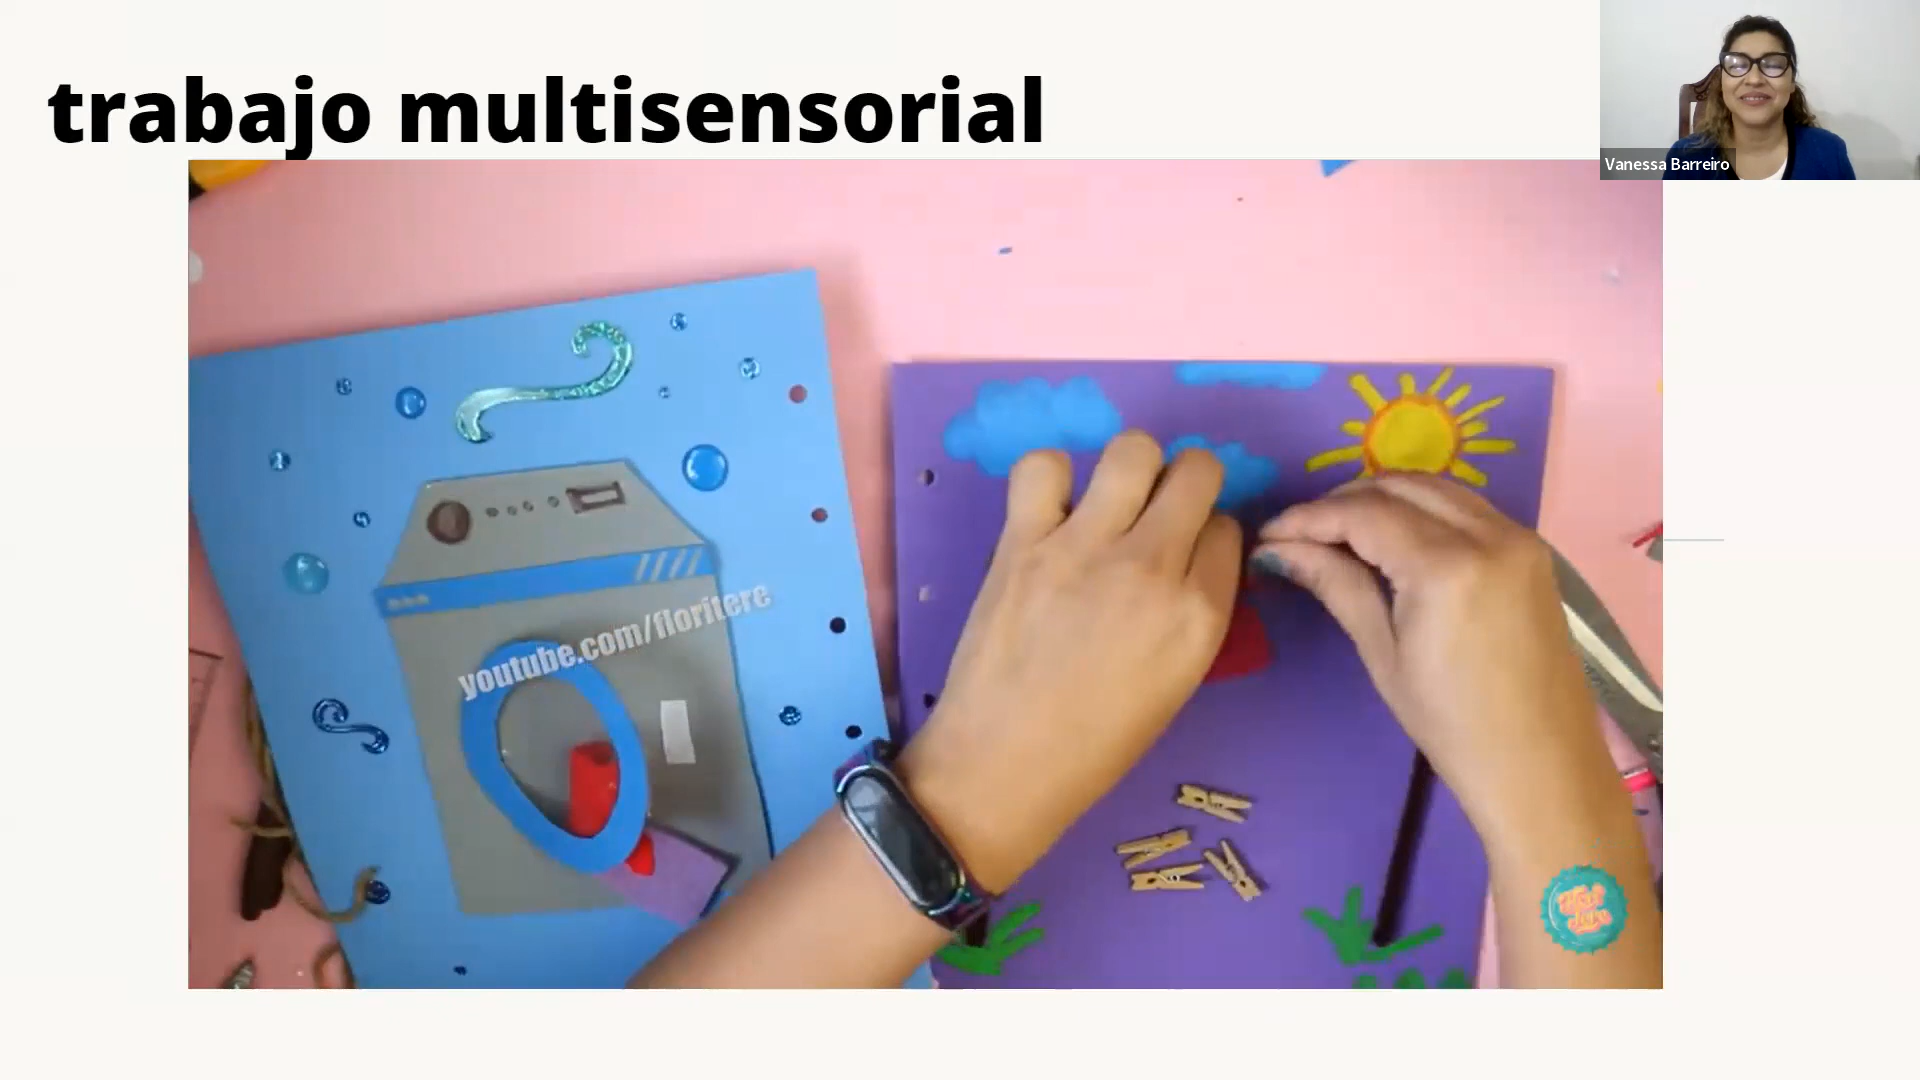 trabajo multisensorial
Vanessa Barreiro
youtube.com/floritere